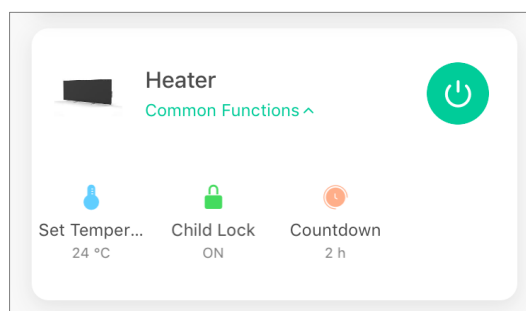 Heater
Common Functions
Set Temper... Child Lock Countdown
24 °C ON 2 h